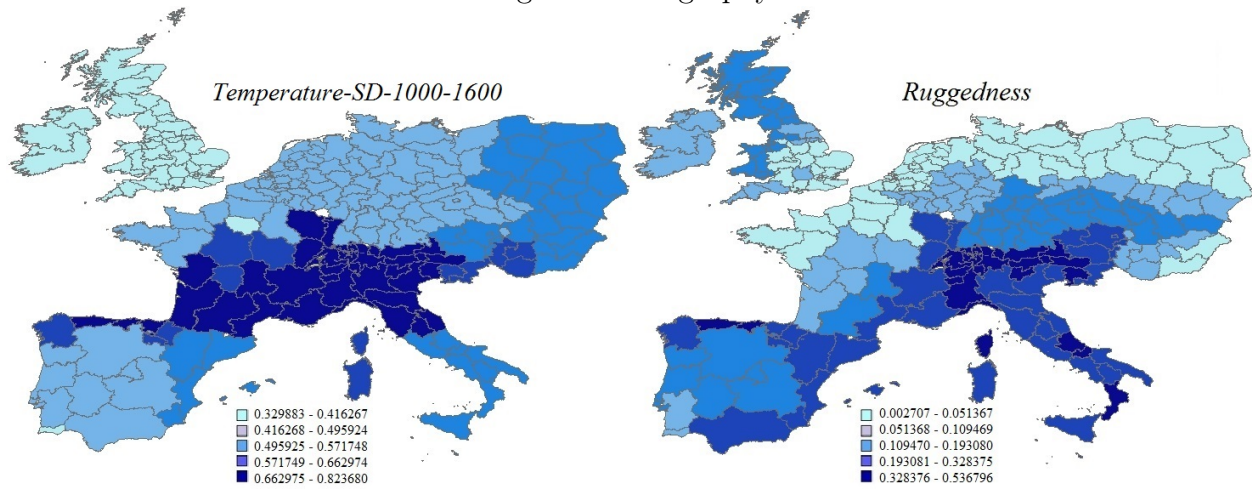 Temperature-SD-1000-1600
0.329883 - 0.416267
0.416268 - 0.495924
0.495925 - 0.571748
0.571749 - 0.662974
0.662975 - 0.823680
Ruggedness
0.002707 - 0.051367
0.051368 - 0.109469
0.109470 - 0.193080
0.193081 - 0.328375
0.328376 - 0.536796